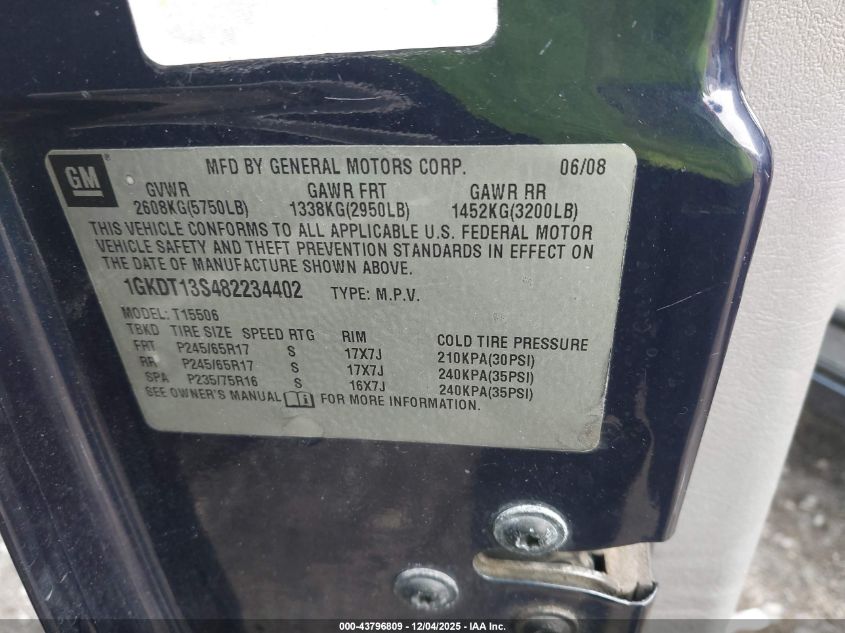 GM ® MFD BY GENERAL MOTORS CORP. 06/08
GVWR GAWR FRT GAWR RR
2608KG(5750LB) 1338KG(2950LB) 1452KG(3200LB)
THIS VEHICLE CONFORMS TO ALL APPLICABLE U.S. FEDERAL MOTOR
VEHICLE SAFETY AND THEFT PREVENTION STANDARDS IN EFFECT ON
THE DATE OF MANUFACTURE SHOWN ABOVE.
1GKDT13S482234402 TYPE: M.P.V.
MODEL: T15506
TBKD TIRE SIZE SPEED RTG RIM COLD TIRE PRESSURE
FRT P245/65R17 S 17X7J 210KPA(30PSI)
RR P245/65R17 S 17X7J 240KPA(35PSI)
SPA P235/75R16 S 16X7J 240KPA(35PSI)
SEE OWNER'S MANUAL FOR MORE INFORMATION.
000-43796809 | 12/04/2025 | IAA Inc.